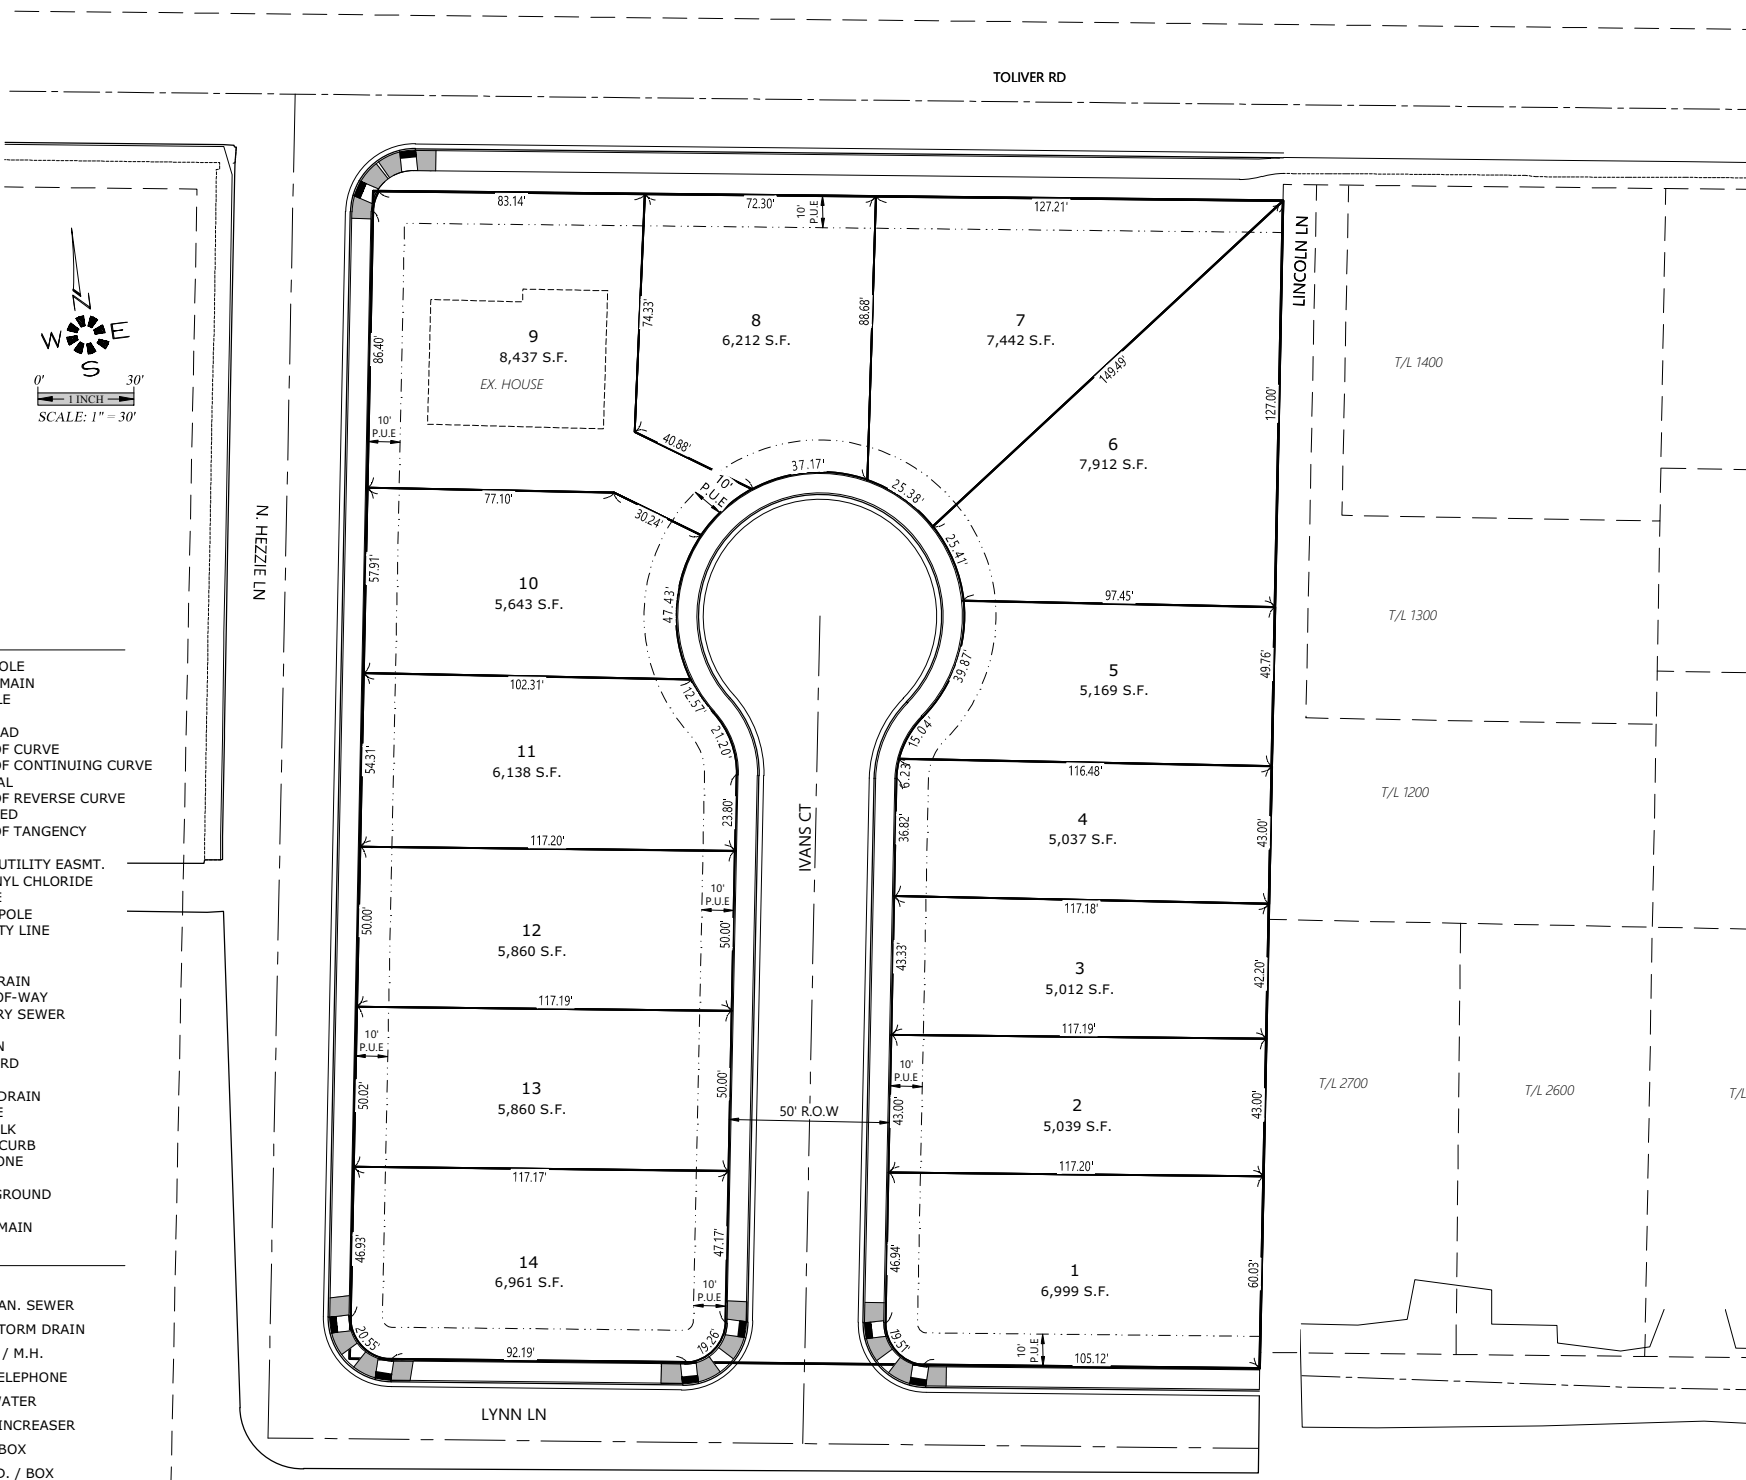 TOLIVER RD
83.14'
72.30'
10'
P.U.E
127.21'
LINCOLN LN
N
W
E
S
0'
30'
1 INCH
SCALE: 1" = 30'
86.40'
9
8,437 S.F.
EX. HOUSE
74.33'
8
6,212 S.F.
88.68'
7
7,442 S.F.
149.49'
T/L 1400
127.00'
10'
P.U.E
40.88'
6
7,912 S.F.
37.17'
10'
P.U.E
25.38'
77.10'
30.24'
N. HEZZIE LN
57.91'
25.41'
10
5,643 S.F.
47.43'
97.45'
T/L 1300
49.76'
39.87'
5
5,169 S.F.
102.31'
12.57'
21.20'
15.04'
OLE
MAIN
LE
AD
OF CURVE
OF CONTINUING CURVE
AL
OF REVERSE CURVE
ED
OF TANGENCY
UTILITY EASMT.
NYL CHLORIDE
E
POLE
TY LINE
RAIN
OF-WAY
RY SEWER
N
RD
DRAIN
E
LK
CURB
ONE
GROUND
MAIN
AN. SEWER
TORM DRAIN
/ M.H.
ELEPHONE
WATER
INCREASER
BOX
D. / BOX
54.31'
11
6,138 S.F.
23.80'
6.23'
116.48'
T/L 1200
IVANS CT
36.82'
4
5,037 S.F.
43.00'
117.20'
10'
P.U.E
117.18'
50.00'
12
5,860 S.F.
50.00'
43.33'
3
5,012 S.F.
42.20'
117.19'
10'
P.U.E
117.19'
10'
P.U.E
50.02'
13
5,860 S.F.
50.00'
50' R.O.W
43.00'
2
5,039 S.F.
43.00'
T/L 2700
T/L 2600
T/L
117.17'
117.20'
46.93'
14
6,961 S.F.
47.17'
10'
P.U.E
46.94'
1
6,999 S.F.
60.03'
20.55'
92.19'
19.26'
19.51'
10'
P.U.E
105.12'
LYNN LN